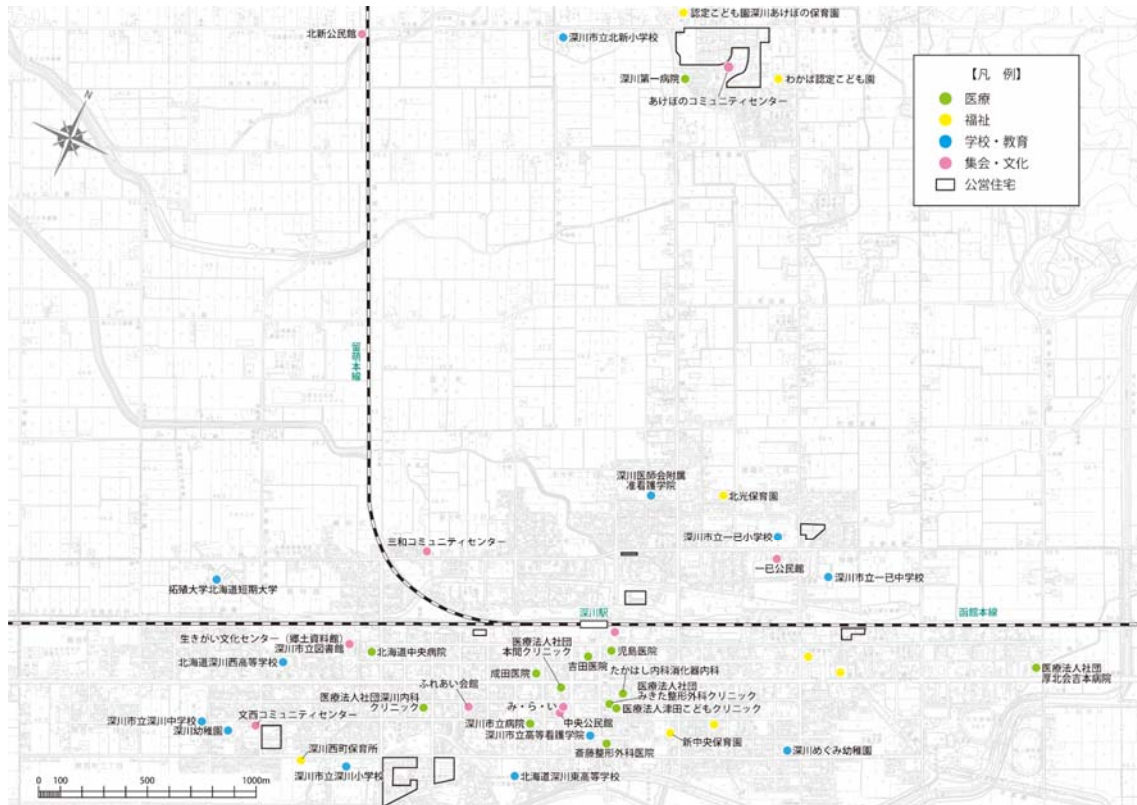 認定こども園深川あけぼの保育園
北新公民館
深川市立北新小学校
N
深川第一病院
わかば認定こども園
あけぼのコミュニティセンター
【凡 例】
医療
福祉
学校・教育
集会・文化
公営住宅
留萌本線
深川医師会附属
准看護学院
北光保育園
深川市立一已小学校
三和コミュニティセンター
一已公民館
深川市立一已中学校
拓殖大学北海道短期大学
深川駅
函館本線
生きがい文化センター（郷土資料館）
深川市立図書館
北海道深川西高等学校
北海道中央病院
医療法人社団
本間クリニック
児島医院
吉田医院
たかはし内科消化器内科
成田医院
医療法人社団
みきた整形外科クリニック
医療法人社団
厚北会吉本病院
ふれあい会館
医療法人社団深川内科
クリニック
み・ら・い
医療法人津田こどもクリニック
中央公民館
深川市立深川中学校
文西コミュニティセンター
深川市立病院
深川幼稚園
深川市立高等看護学院
新中央保育園
斎藤整形外科医院
深川西町保育所
深川めぐみ幼稚園
深川市立深川小学校
北海道深川東高等学校
0 100 500 1000m